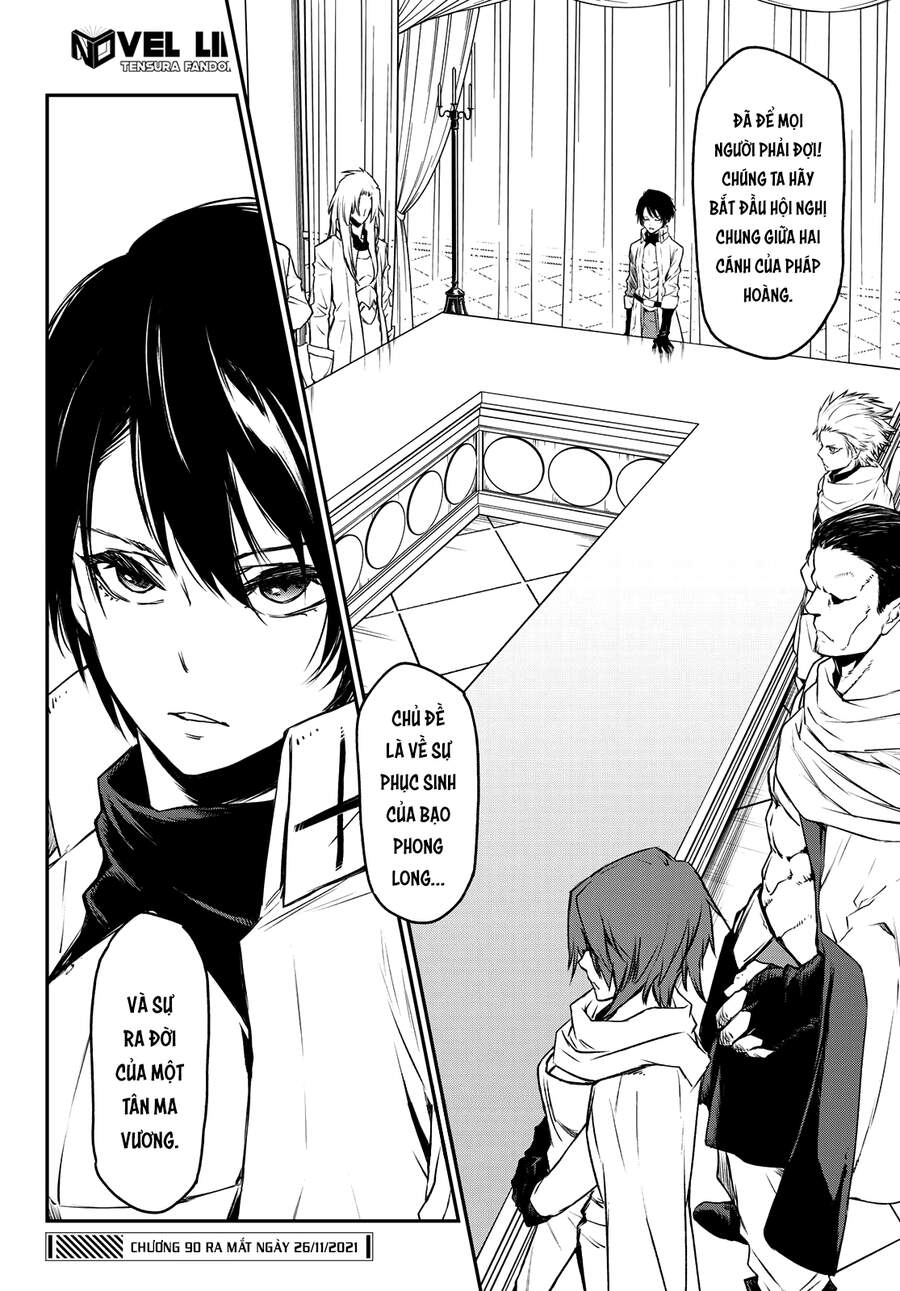 NOVEL LI
TENSURA FANDO
ĐÃ ĐỂ MỌI
NGƯỜI PHẢI ĐỢI!
CHÚNG TA HÃY
BẮT ĐẦU HỘI NGHỊ
CHUNG GIỮA HAI
CÁNH CỦA PHÁP
HOÀNG.
CHỦ ĐỀ
LÀ VỀ SỰ
PHỤC SINH
CỦA BẠO
PHONG
LONG...
VÀ SỰ
RA ĐỜI
CỦA MỘT
TÂN MA
VƯƠNG.
CHƯƠNG 90 RA MẮT NGÀY 26/11/2021